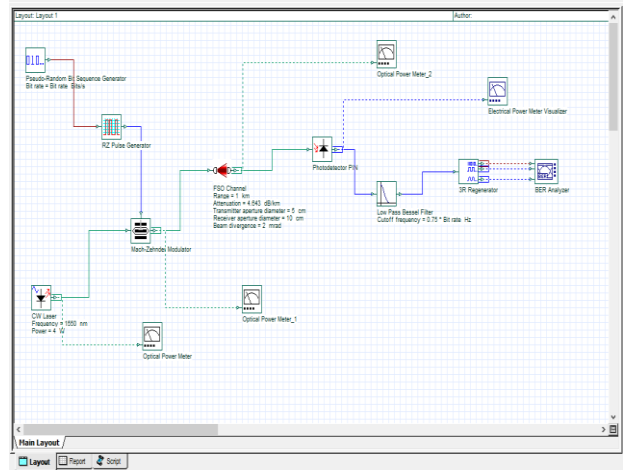 Layout: Layout 1
Author:
Pseudo-Random Bit Sequence Generator
Bit rate = Bit rate Bits/s
Optical Power Meter_2
Electrical Power Meter Visualizer
RZ Pulse Generator
Photodetector PIN
FSO Channel
Range = 1 km
Attenuation = 4.643 dB/km
Transmitter aperture diameter = 5 cm
Receiver aperture diameter = 10 cm
Beam divergence = 2 mrad
3R Regenerator
BER Analyzer
Low Pass Bessel Filter
Cutoff frequency = 0.75 * Bit rate Hz
Mach-Zehnder Modulator
CW Laser
Frequency = 1550 nm
Power = 4 W
Optical Power Meter_1
Optical Power Meter
Main Layout
Layout
Report
Script